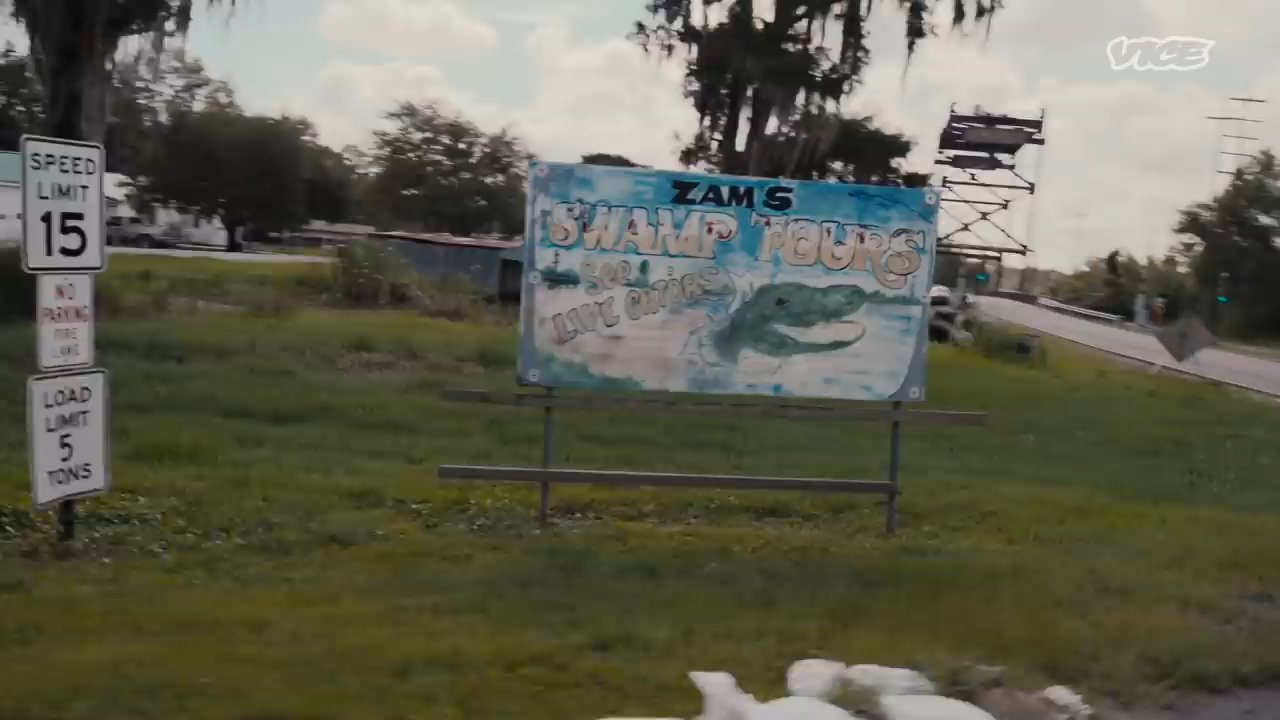 VICE
SPEED
LIMIT
15
NO
PARKING
FIRE
LANE
LOAD
LIMIT
5
TONS
ZAM'S
SWAMP TOURS
SEE
LIVE GATORS